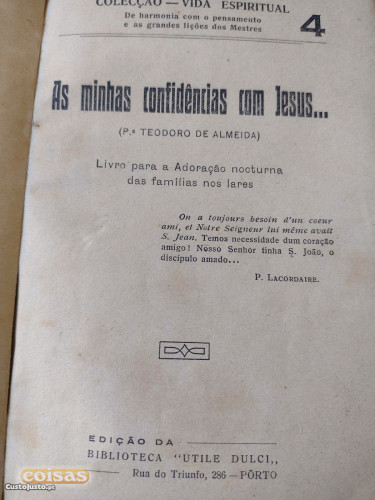 COLECÇÃO — VIDA ESPIRITUAL
De harmonia com o pensamento
e as grandes lições dos Mestres
4
As minhas confidências com Jesus...
(P.e TEODORO DE ALMEIDA)
Livro para a Adoração nocturna
das famílias nos lares
On a toujours besoin d'un coeur
ami, et Notre Seigneur lui même avait
S. Jean. Temos necessidade dum coração
amigo! Nosso Senhor tinha S. João, o
discípulo amado...
P. LACORDAIRE.
EDIÇÃO DA
BIBLIOTECA "UTILE DULCI,,
Rua do Triunfo, 286 — PÔRTO
coisas
CustoJusto.pt